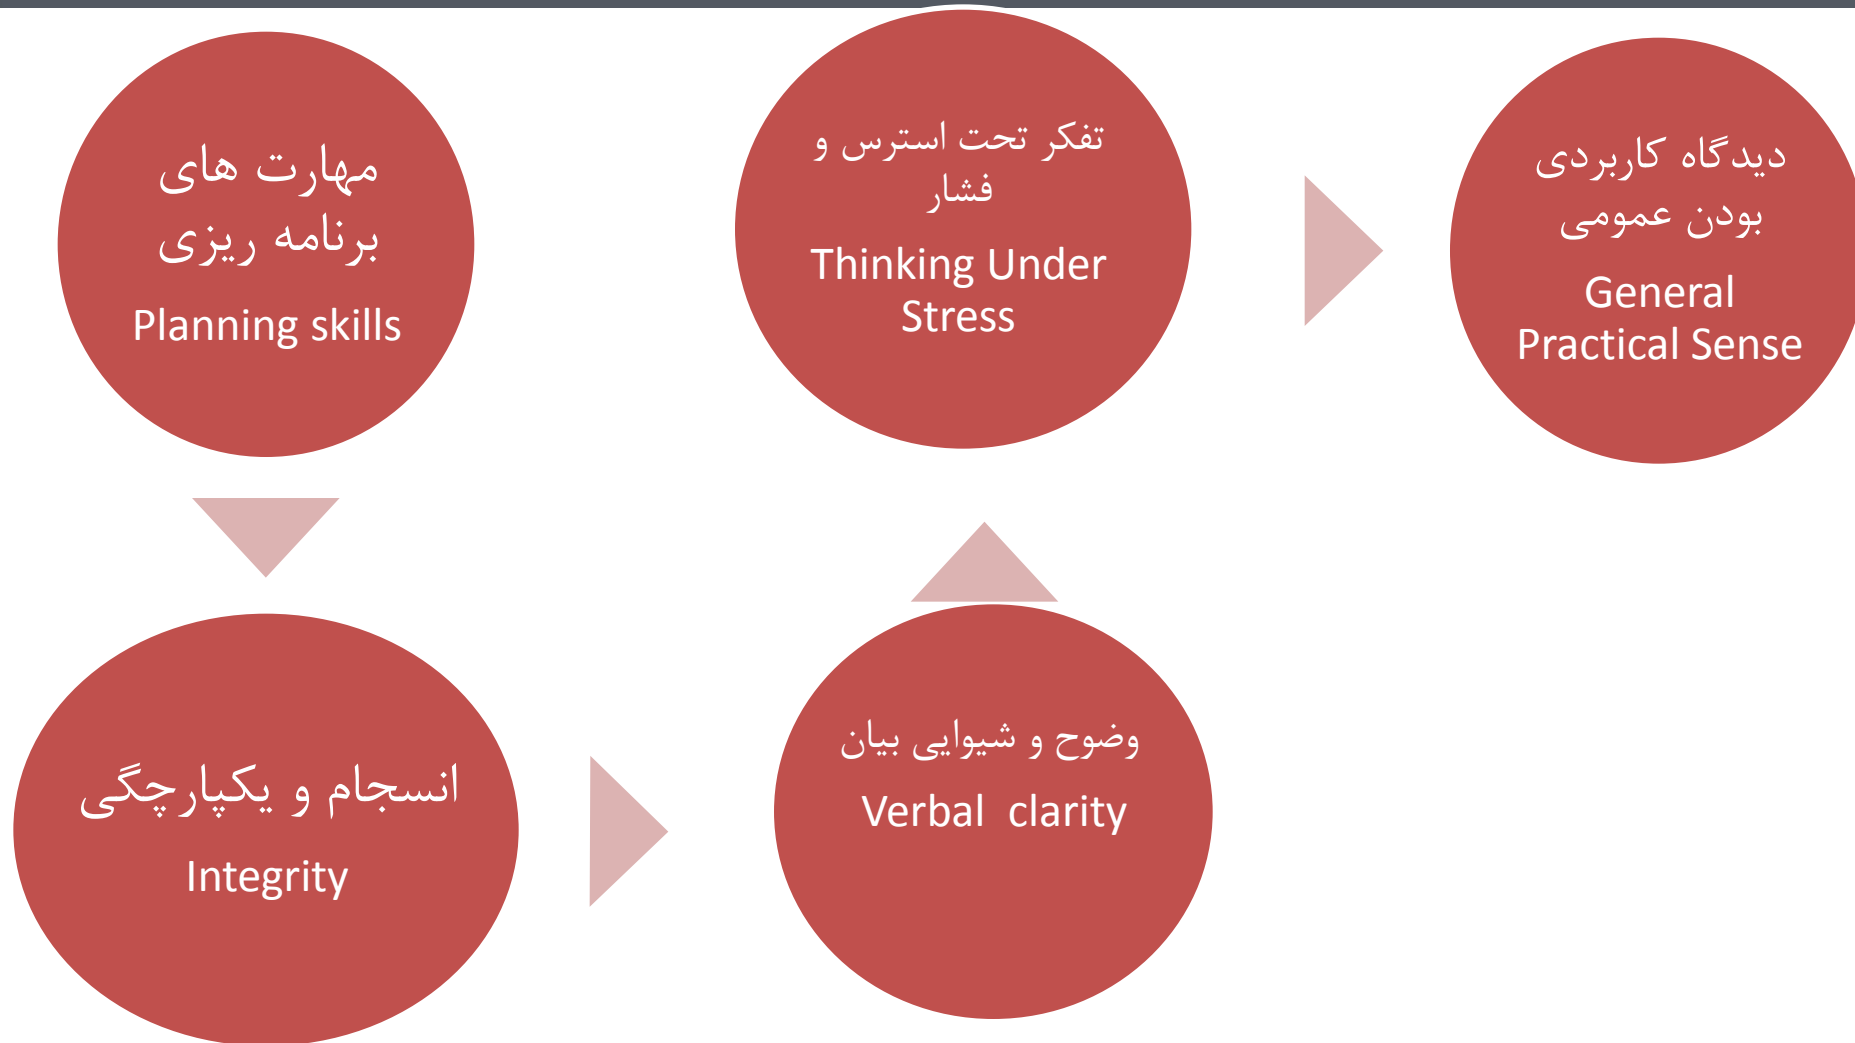 مهارت های
برنامه ریزی
Planning skills
انسجام و یکپارچگی
Integrity
وضوح و شیوایی بیان
Verbal  clarity
تفکر تحت استرس و
فشار
Thinking Under
Stress
دیدگاه کاربردی
بودن عمومی
General
Practical Sense